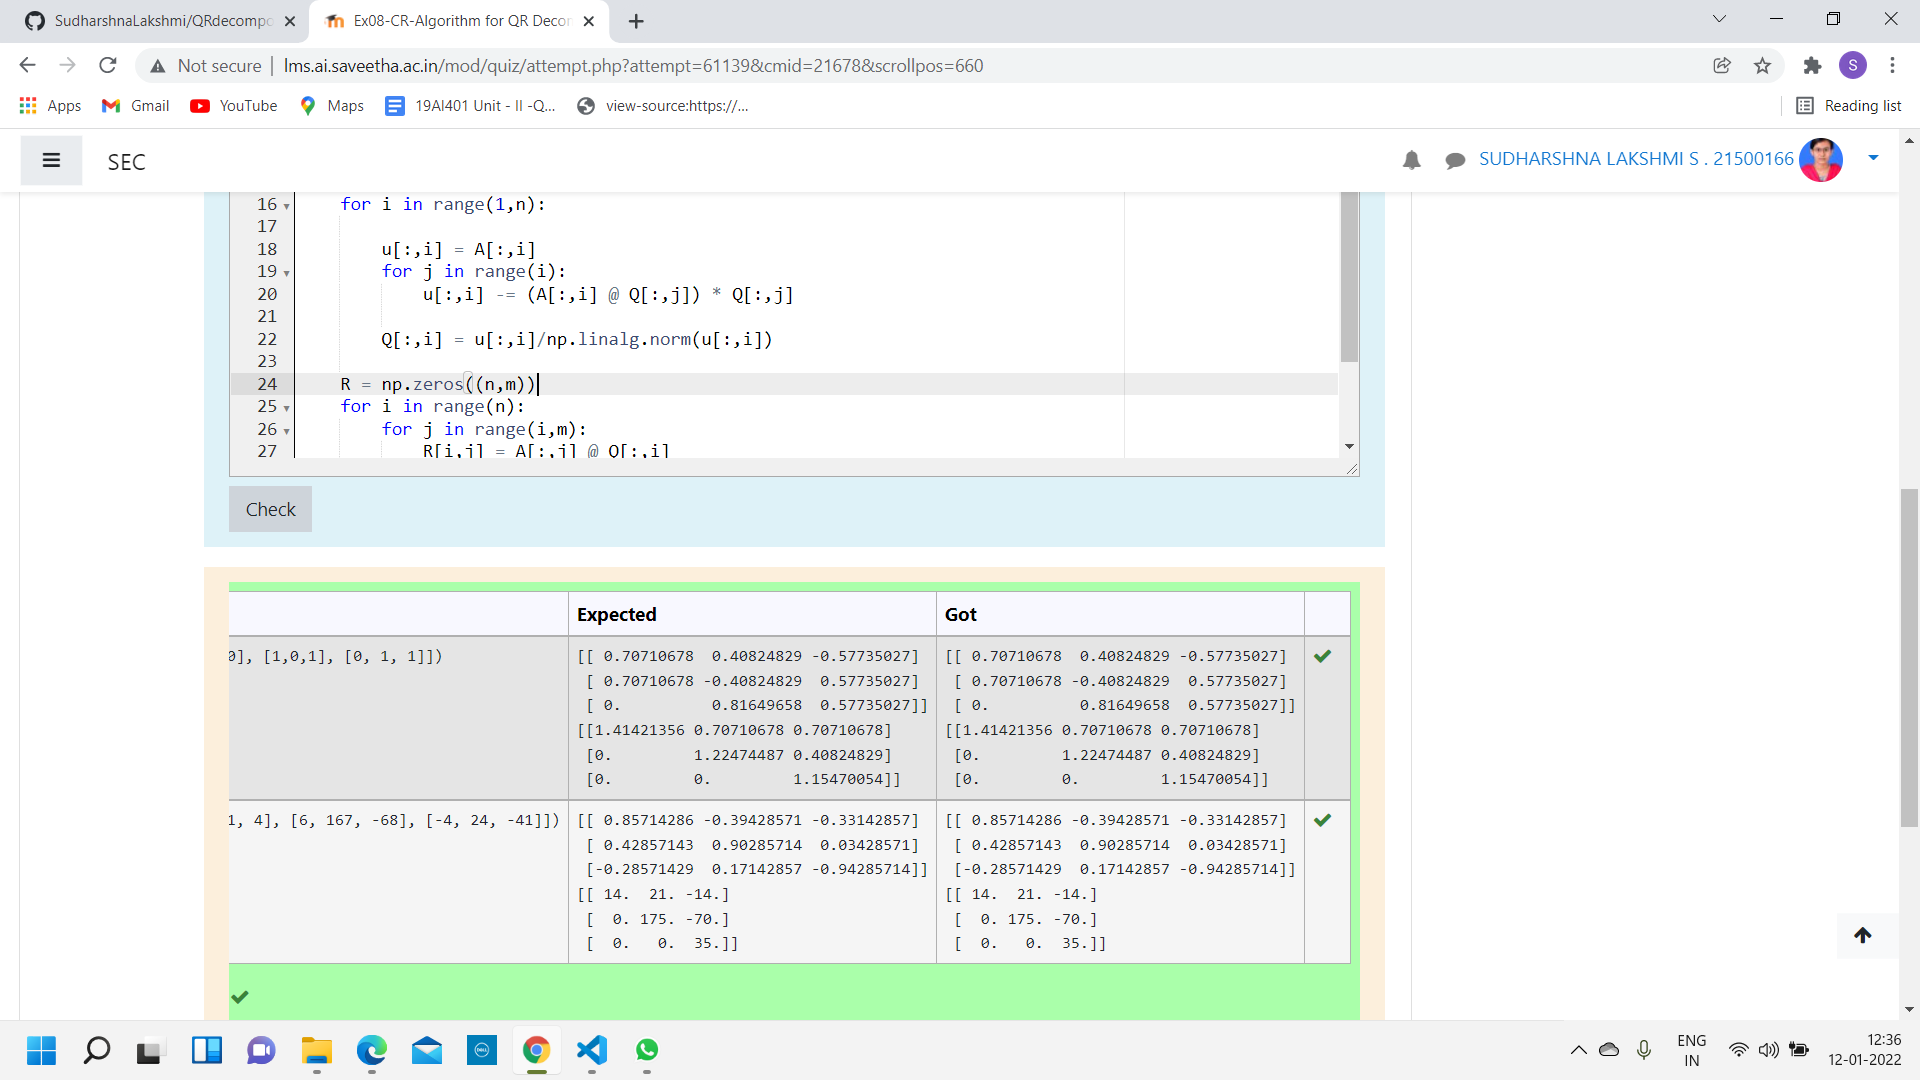 SudharshnaLakshmi/QRdecompo
Ex08-CR-Algorithm for QR Decor
Not secure
lms.ai.saveetha.ac.in/mod/quiz/attempt.php?attempt=61139&cmid=21678&scrollpos=660
S
Apps
Gmail
YouTube
Maps
19AI401 Unit - II -Q...
view-source:https://...
Reading list
SEC
SUDHARSHNA LAKSHMI S . 21500166
16 for i in range(1,n):
17
18 u[:,i] = A[:,i]
19 for j in range(i):
20 u[:,i] -= (A[:,i] @ Q[:,j]) * Q[:,j]
21
22 Q[:,i] = u[:,i]/np.linalg.norm(u[:,i])
23
24 R = np.zeros((n,m))
25 for i in range(n):
26 for j in range(i,m):
27 R[i,j] = A[:,j] @ Q[:,i]
Check
Expected Got
0], [1,0,1], [0, 1, 1]]) [[ 0.70710678 0.40824829 -0.57735027] [[ 0.70710678 0.40824829 -0.57735027]
[ 0.70710678 -0.40824829 0.57735027] [ 0.70710678 -0.40824829 0.57735027]
[ 0. 0.81649658 0.57735027]] [ 0. 0.81649658 0.57735027]]
[[1.41421356 0.70710678 0.70710678] [[1.41421356 0.70710678 0.70710678]
[0. 1.22474487 0.40824829] [0. 1.22474487 0.40824829]
[0. 0. 1.15470054]] [0. 0. 1.15470054]]
1, 4], [6, 167, -68], [-4, 24, -41]]) [[ 0.85714286 -0.39428571 -0.33142857] [[ 0.85714286 -0.39428571 -0.33142857]
[ 0.42857143 0.90285714 0.03428571] [ 0.42857143 0.90285714 0.03428571]
[-0.28571429 0.17142857 -0.94285714]] [-0.28571429 0.17142857 -0.94285714]]
[[ 14. 21. -14.] [[ 14. 21. -14.]
[ 0. 175. -70.] [ 0. 175. -70.]
[ 0. 0. 35.]] [ 0. 0. 35.]]
DELL
ENG
IN
12:36
12-01-2022